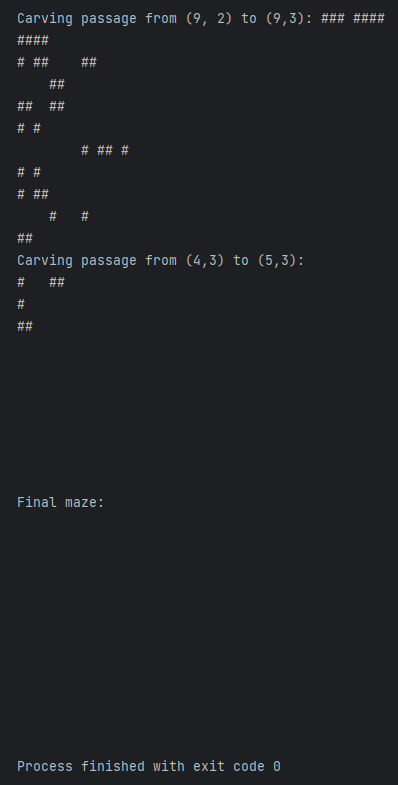 Carving passage from (9, 2) to (9,3): ### ####
####
# ##    ##
    ##
##  ##
# #
        # ## #
# #
# ##
    #   #
##
Carving passage from (4,3) to (5,3):
#   ##
#
##
Final maze:
Process finished with exit code 0